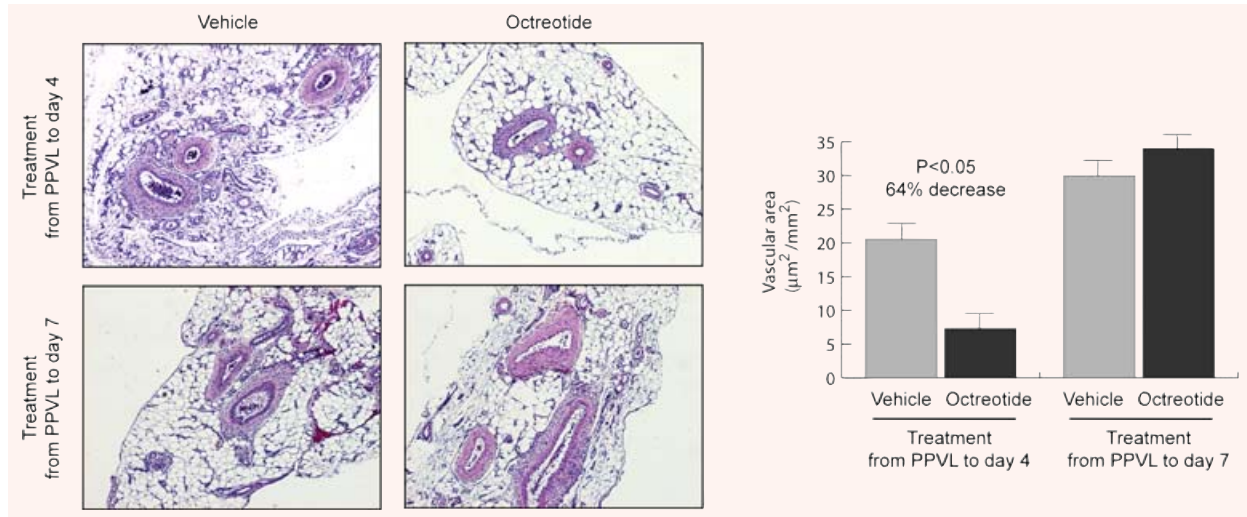 Vehicle
Octreotide
Treatment
from PPVL to day 4
Treatment
from PPVL to day 7
Vascular area
(µm²/mm²)
35
30
25
20
15
10
5
0
P<0.05
64% decrease
Vehicle Octreotide
Treatment
from PPVL to day 4
Vehicle Octreotide
Treatment
from PPVL to day 7